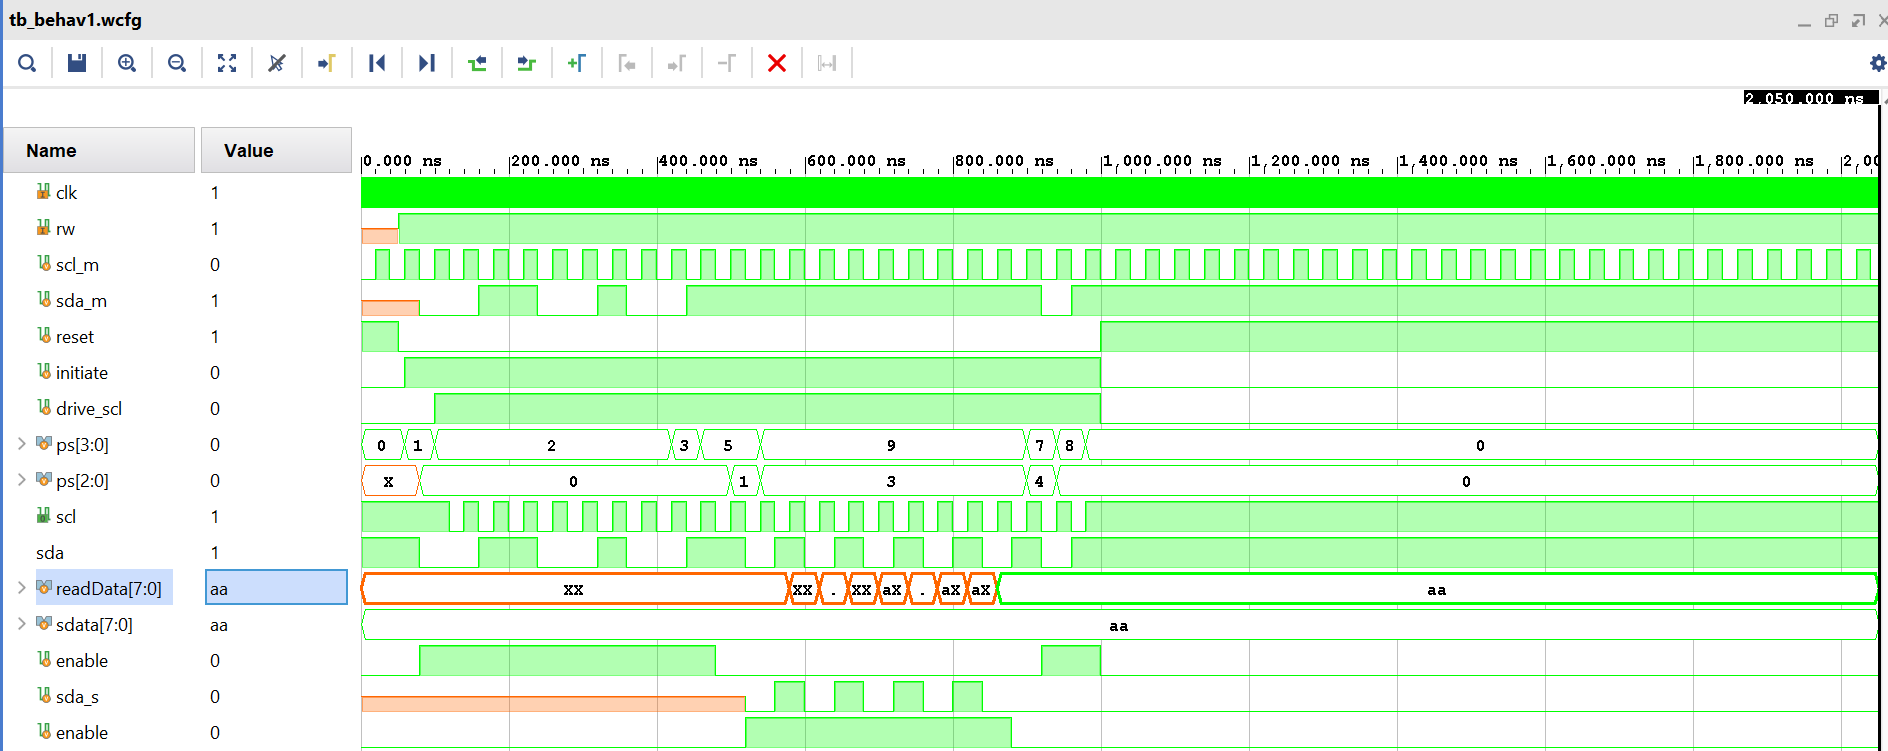 tb_behav1.wcfg
2,050.000 ns
Name Value 0.000 ns 200.000 ns 400.000 ns 600.000 ns 800.000 ns 1,000.000 ns 1,200.000 ns 1,400.000 ns 1,600.000 ns 1,800.000 ns 2,00
clk 1
rw 1
scl_m 0
sda_m 1
reset 1
initiate 0
drive_scl 0
ps[3:0] 0 0 1 2 3 5 9 7 8 0
ps[2:0] 0 X 0 1 3 4 0
scl 1
sda 1
readData[7:0] aa XX XX . XX aX . aX aX aa
sdata[7:0] aa aa
enable 0
sda_s 0
enable 0